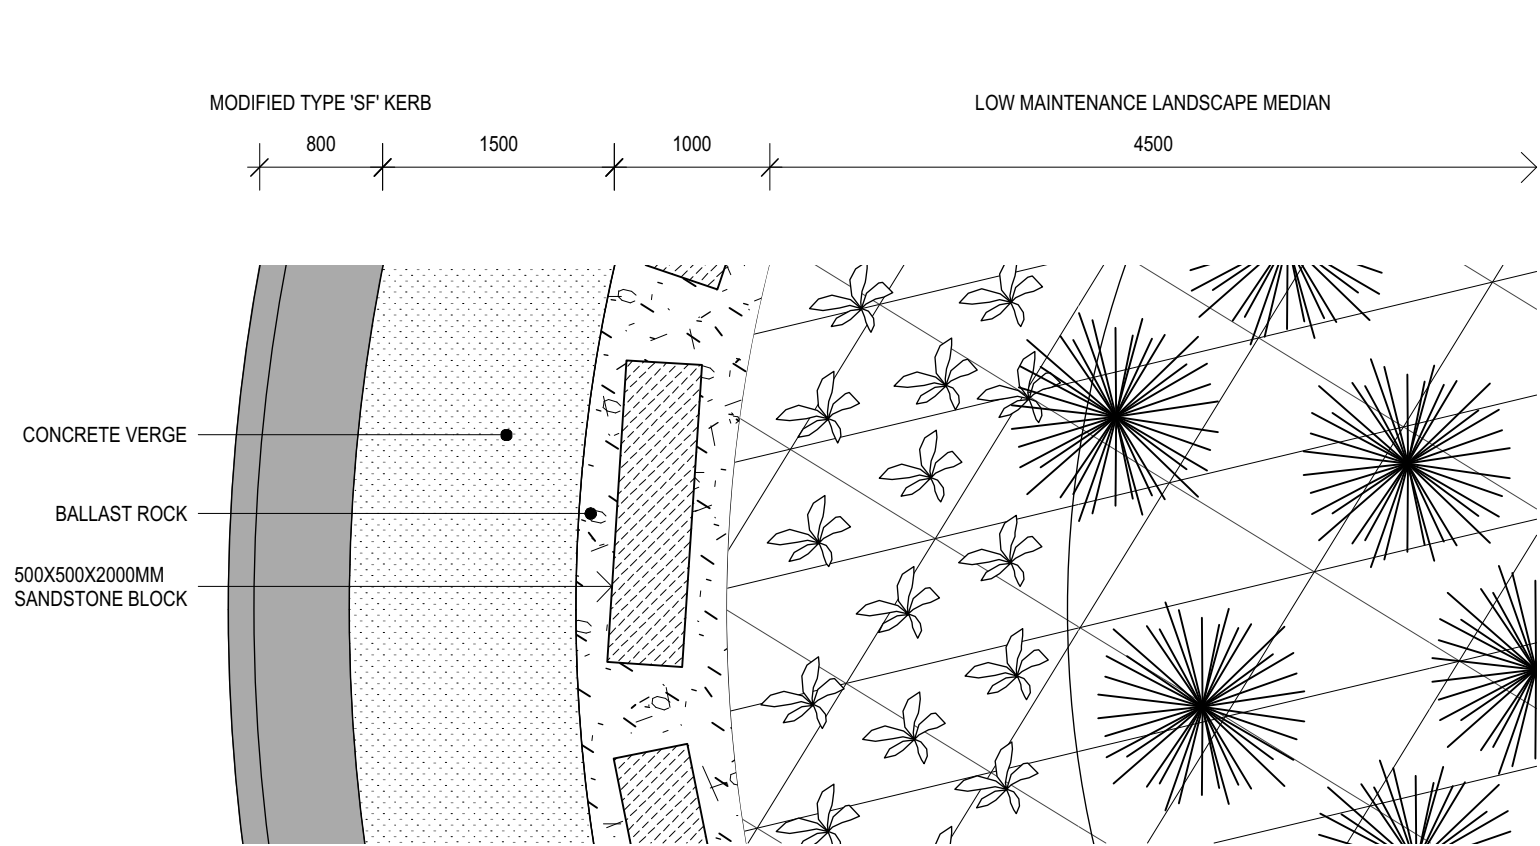 MODIFIED TYPE 'SF' KERB
LOW MAINTENANCE LANDSCAPE MEDIAN
800
1500
1000
4500
CONCRETE VERGE
BALLAST ROCK
500X500X2000MM
SANDSTONE BLOCK